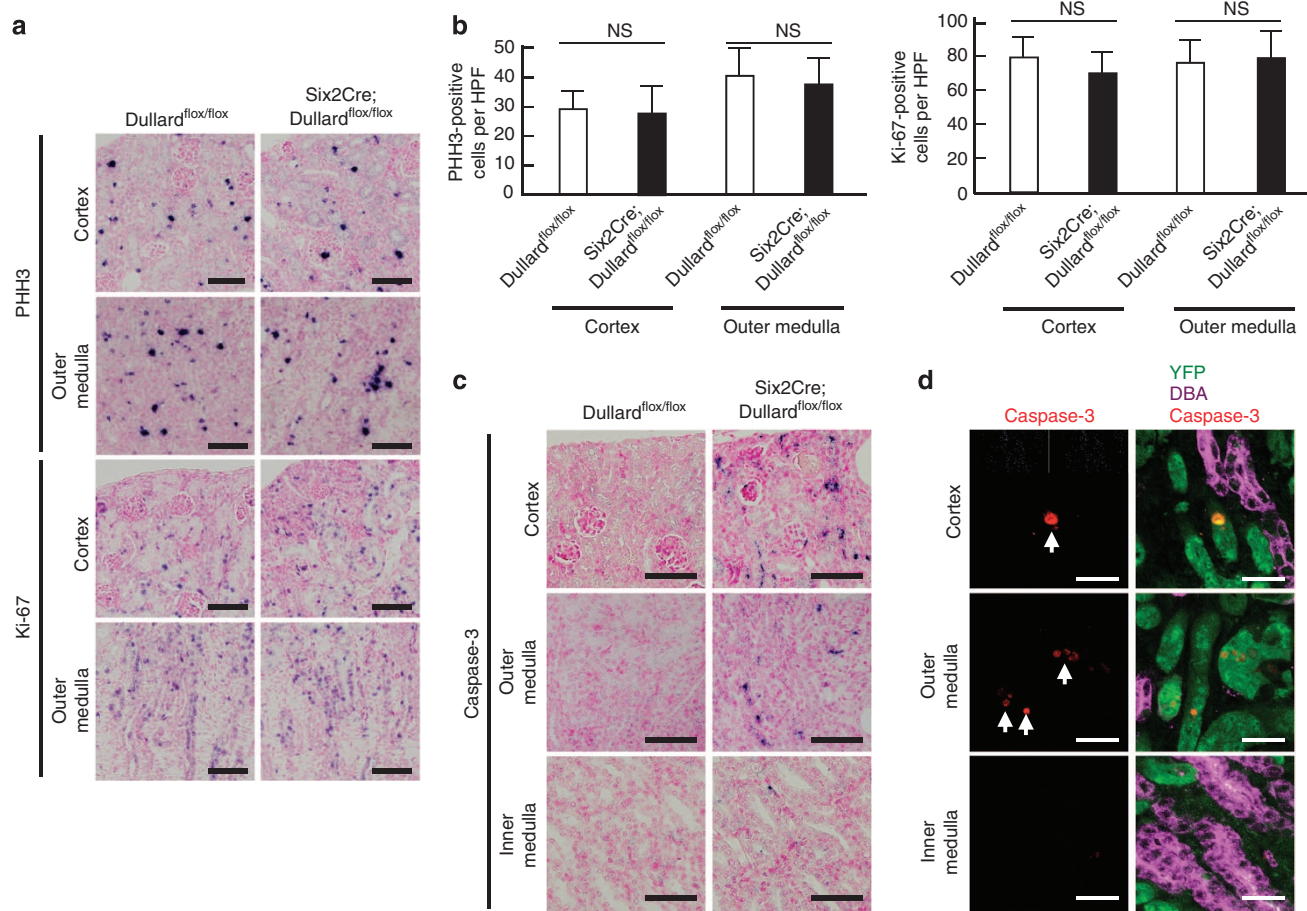 a
Dullardflox/flox
Six2Cre;
Dullardflox/flox
PHH3
Cortex
Outer
medulla
Ki-67
Cortex
Outer
medulla
b
NS
NS
PHH3-positive
cells per HPF
50
40
30
20
10
0
Dullardflox/flox
Six2Cre;
Dullardflox/flox
Dullardflox/flox
Six2Cre;
Dullardflox/flox
Cortex
Outer medulla
NS
NS
Ki-67-positive
cells per HPF
100
80
60
40
20
0
Dullardflox/flox
Six2Cre;
Dullardflox/flox
Dullardflox/flox
Six2Cre;
Dullardflox/flox
Cortex
Outer medulla
c
Dullardflox/flox
Six2Cre;
Dullardflox/flox
Caspase-3
Cortex
Outer
medulla
Inner
medulla
d
Caspase-3
YFP
DBA
Caspase-3
Cortex
Outer
medulla
Inner
medulla